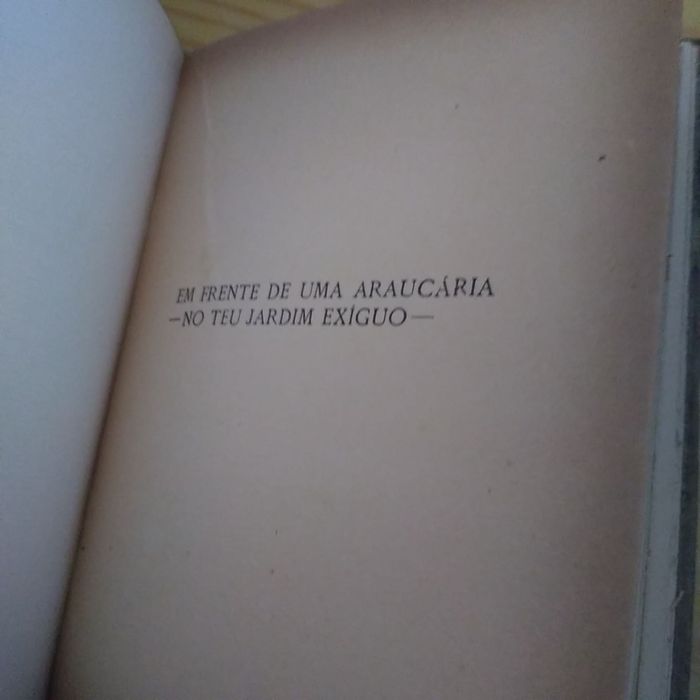 EM FRENTE DE UMA ARAUCÁRIA
—NO TEU JARDIM EXÍGUO—